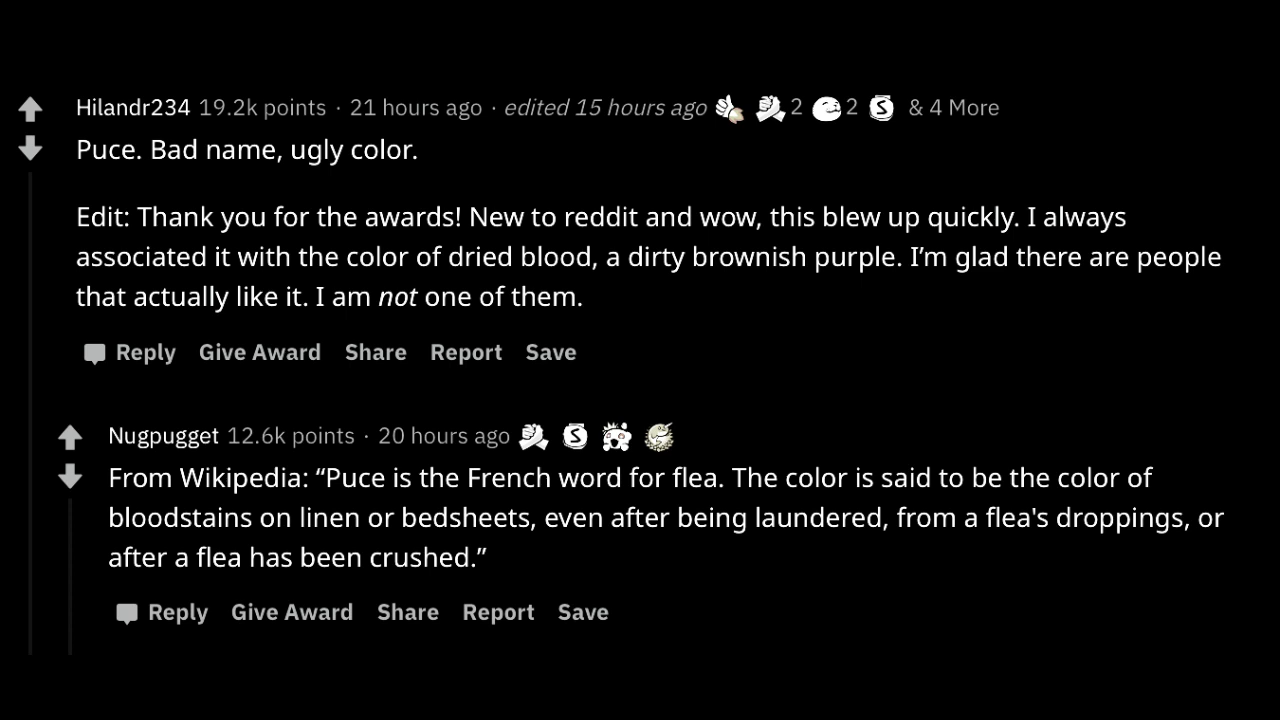 Hilandr234 19.2k points · 21 hours ago · edited 15 hours ago 2 2 S & 4 More
Puce. Bad name, ugly color.
Edit: Thank you for the awards! New to reddit and wow, this blew up quickly. I always
associated it with the color of dried blood, a dirty brownish purple. I’m glad there are people
that actually like it. I am not one of them.
Reply Give Award Share Report Save
Nugpugget 12.6k points · 20 hours ago S
From Wikipedia: “Puce is the French word for flea. The color is said to be the color of
bloodstains on linen or bedsheets, even after being laundered, from a flea's droppings, or
after a flea has been crushed.”
Reply Give Award Share Report Save